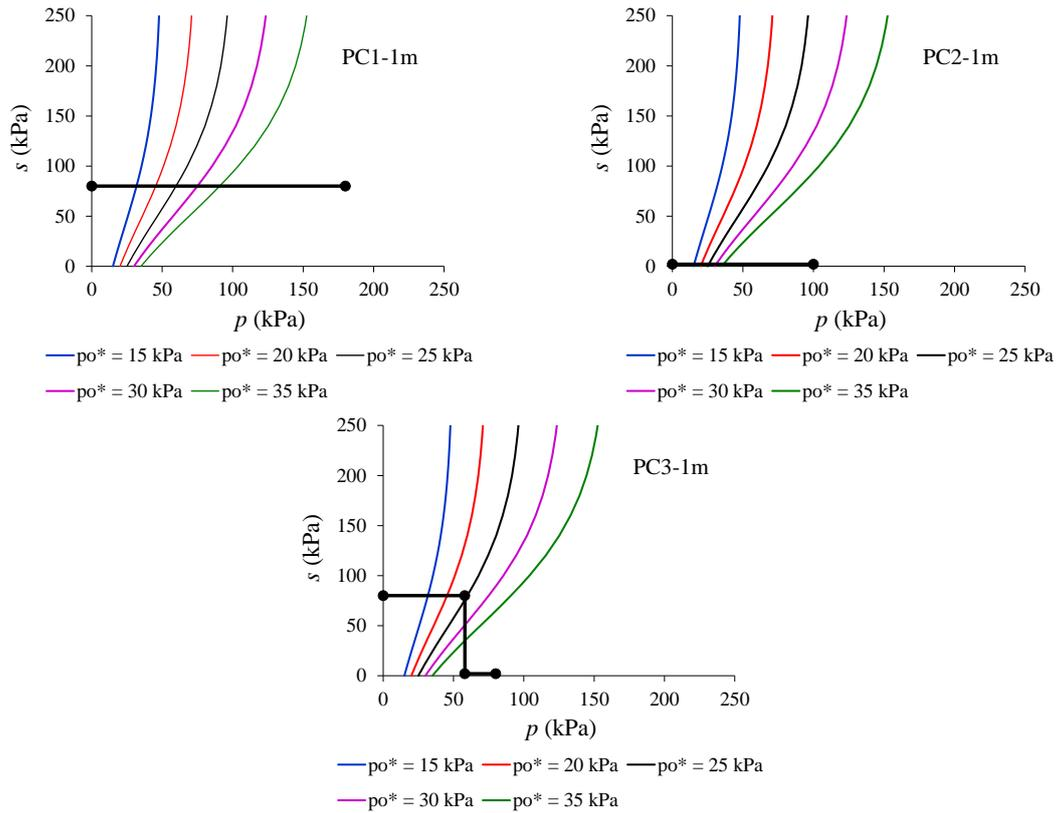 250
200
150
100
50
0
s (kPa)
PC1-1m
0 50 100 150 200 250
p (kPa)
po* = 15 kPa po* = 20 kPa po* = 25 kPa
po* = 30 kPa po* = 35 kPa
250
200
150
100
50
0
s (kPa)
PC2-1m
0 50 100 150 200 250
p (kPa)
po* = 15 kPa po* = 20 kPa po* = 25 kPa
po* = 30 kPa po* = 35 kPa
250
200
150
100
50
0
s (kPa)
PC3-1m
0 50 100 150 200 250
p (kPa)
po* = 15 kPa po* = 20 kPa po* = 25 kPa
po* = 30 kPa po* = 35 kPa